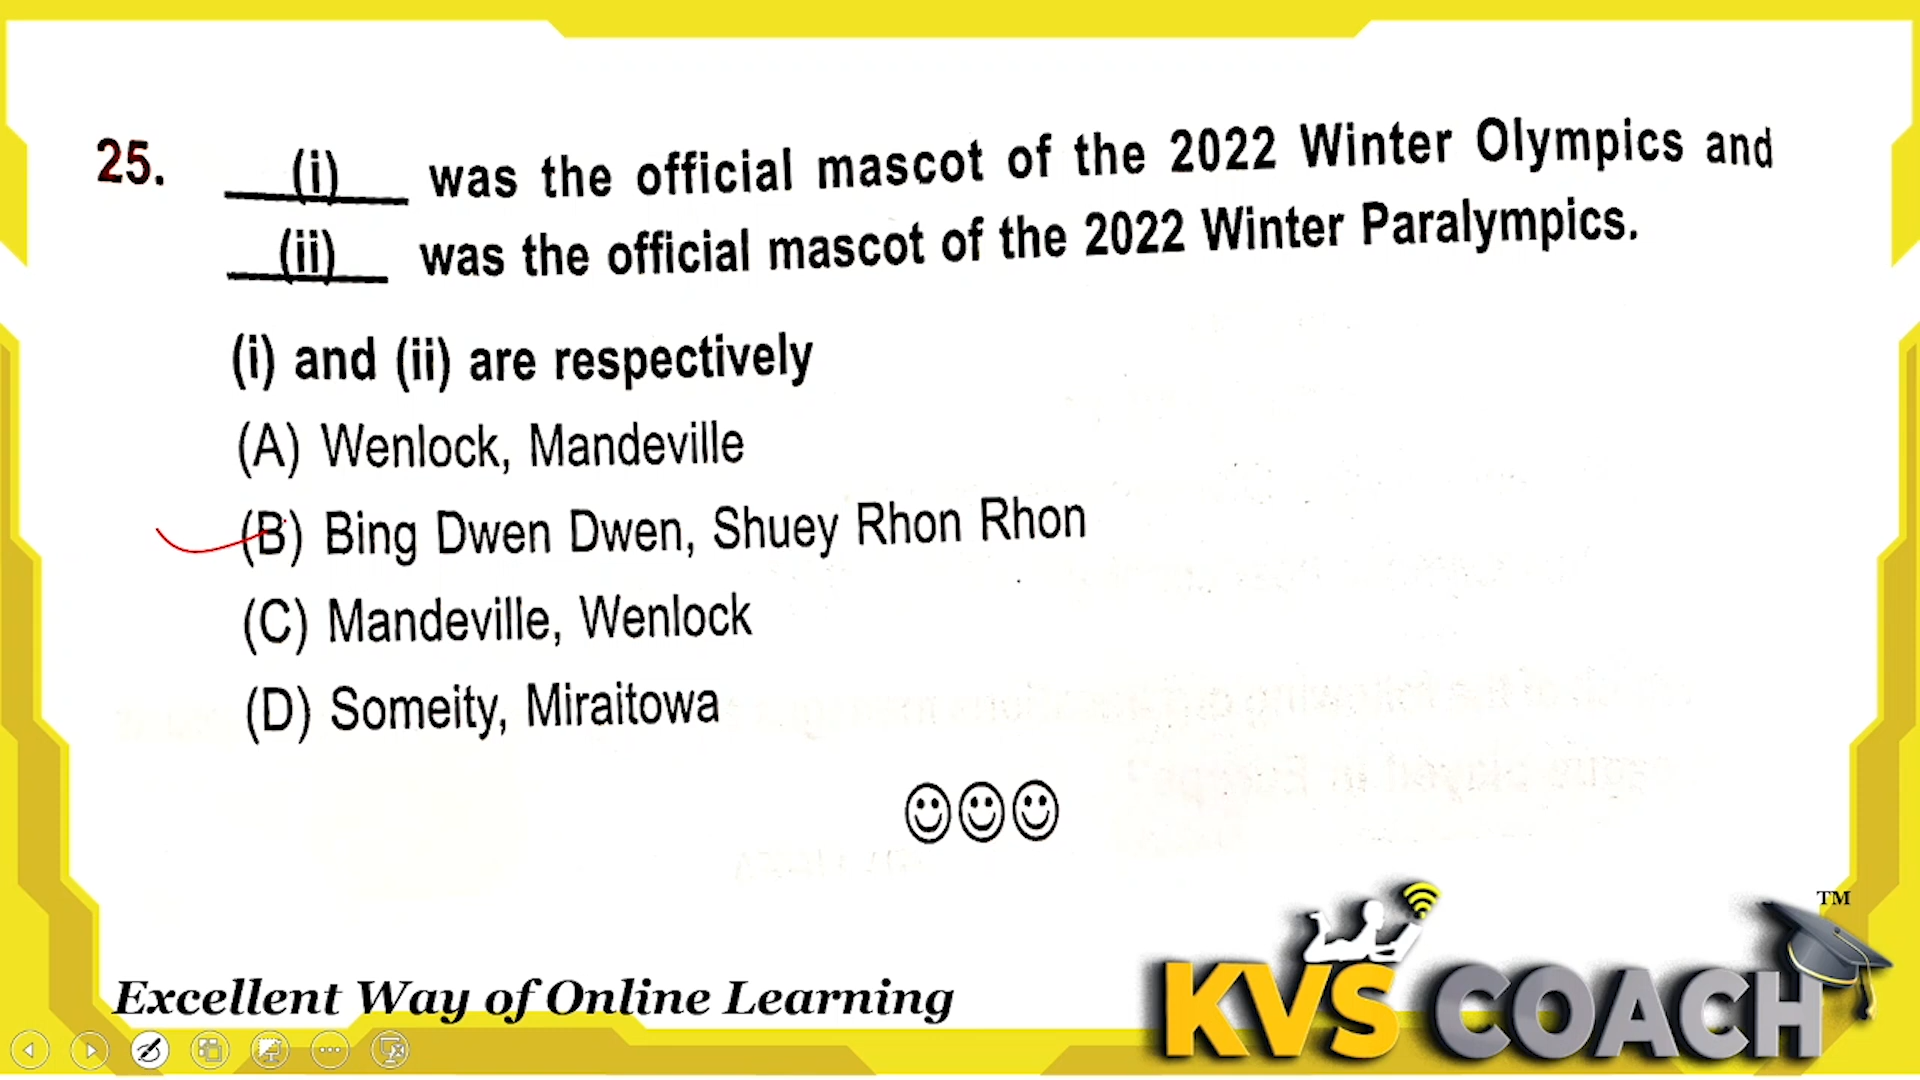 25. (i) was the official mascot of the 2022 Winter Olympics and
(ii) was the official mascot of the 2022 Winter Paralympics.
(i) and (ii) are respectively
(A) Wenlock, Mandeville
(B) Bing Dwen Dwen, Shuey Rhon Rhon
(C) Mandeville, Wenlock
(D) Someity, Miraitowa
TM
KVS COACH
Excellent Way of Online Learning